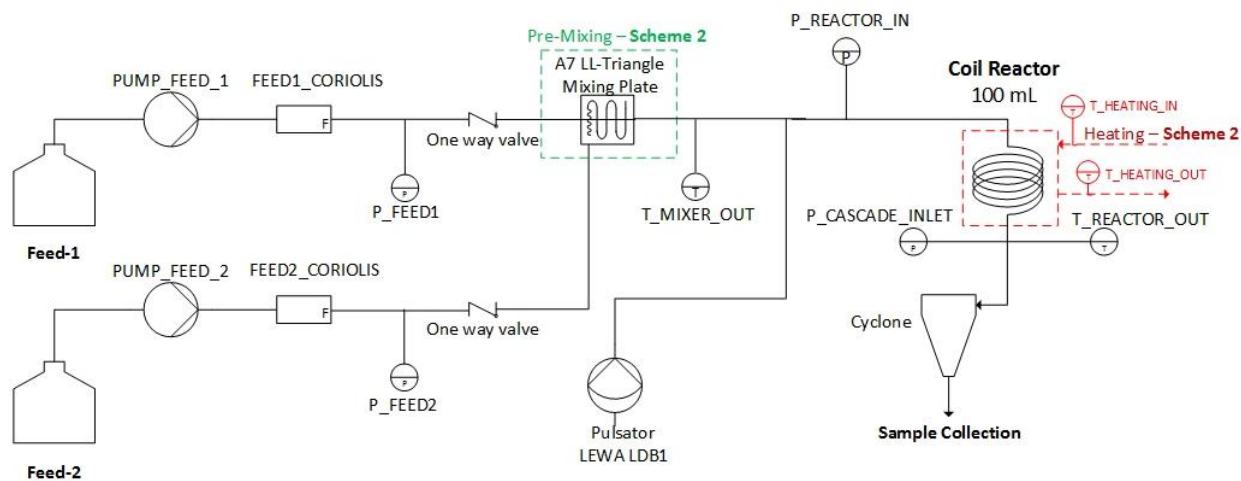 P_REACTOR_IN
Pre-Mixing – Scheme 2
A7 LL-Triangle
Mixing Plate
P
Coil Reactor
100 mL
PUMP_FEED_1
FEED1_CORIOLIS
F
One way valve
P
P_FEED1
T
T_MIXER_OUT
T
T_HEATING_IN
Heating – Scheme 2
T
T_HEATING_OUT
P_CASCADE_INLET
T_REACTOR_OUT
P
T
Feed-1
PUMP_FEED_2
FEED2_CORIOLIS
F
One way valve
P
P_FEED2
Cyclone
Pulsator
LEWA LDB1
Sample Collection
Feed-2